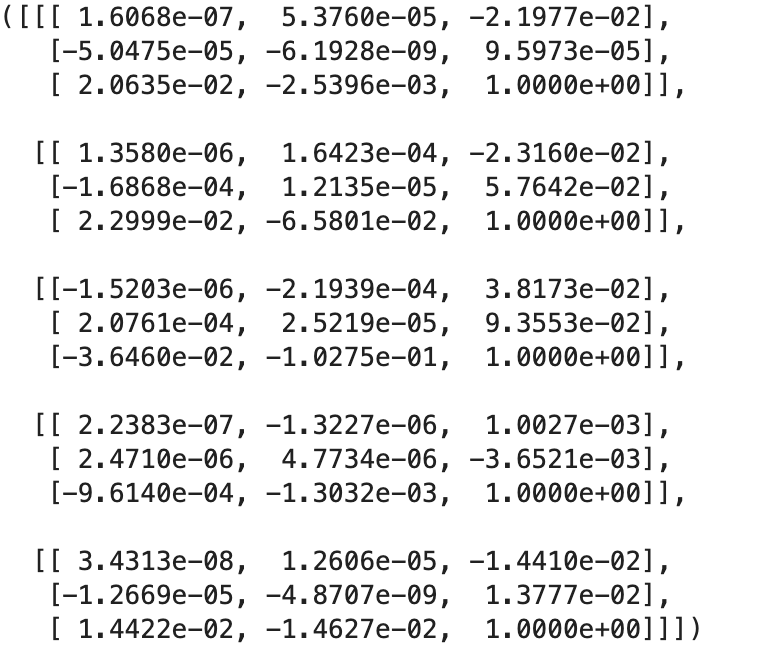 ([[[ 1.6068e-07,  5.3760e-05, -2.1977e-02],
   [-5.0475e-05, -6.1928e-09,  9.5973e-05],
   [ 2.0635e-02, -2.5396e-03,  1.0000e+00]],
  [[ 1.3580e-06,  1.6423e-04, -2.3160e-02],
   [-1.6868e-04,  1.2135e-05,  5.7642e-02],
   [ 2.2999e-02, -6.5801e-02,  1.0000e+00]],
  [[-1.5203e-06, -2.1939e-04,  3.8173e-02],
   [ 2.0761e-04,  2.5219e-05,  9.3553e-02],
   [-3.6460e-02, -1.0275e-01,  1.0000e+00]],
  [[ 2.2383e-07, -1.3227e-06,  1.0027e-03],
   [ 2.4710e-06,  4.7734e-06, -3.6521e-03],
   [-9.6140e-04, -1.3032e-03,  1.0000e+00]],
  [[ 3.4313e-08,  1.2606e-05, -1.4410e-02],
   [-1.2669e-05, -4.8707e-09,  1.3777e-02],
   [ 1.4422e-02, -1.4627e-02,  1.0000e+00]]])